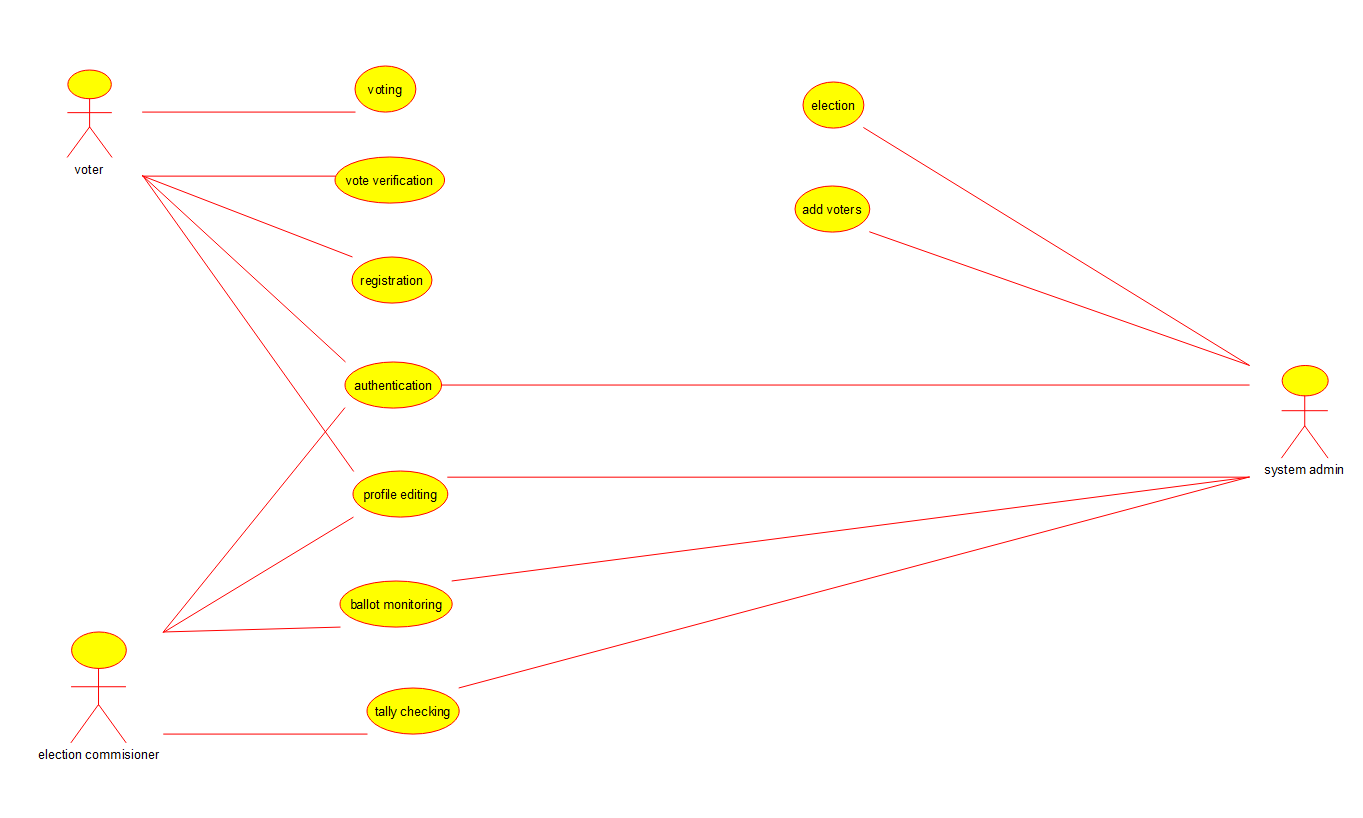 voting
election
voter
vote verification
add voters
registration
authentication
system admin
profile editing
ballot monitoring
tally checking
election commisioner